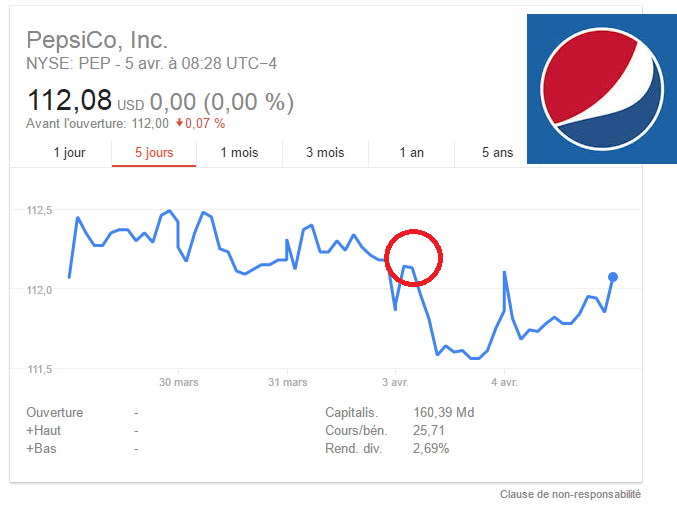 PepsiCo, Inc.
NYSE: PEP - 5 avr. à 08:28 UTC−4
112,08 USD 0,00 (0,00 %)
Avant l'ouverture: 112,00 0,07 %
1 jour 5 jours 1 mois 3 mois 1 an 5 ans
112,5
112,0
111,5
30 mars 31 mars 3 avr. 4 avr.
Ouverture - Capitalis. 160,39 Md
+Haut - Cours/bén. 25,71
+Bas - Rend. div. 2,69%
Clause de non-responsabilité